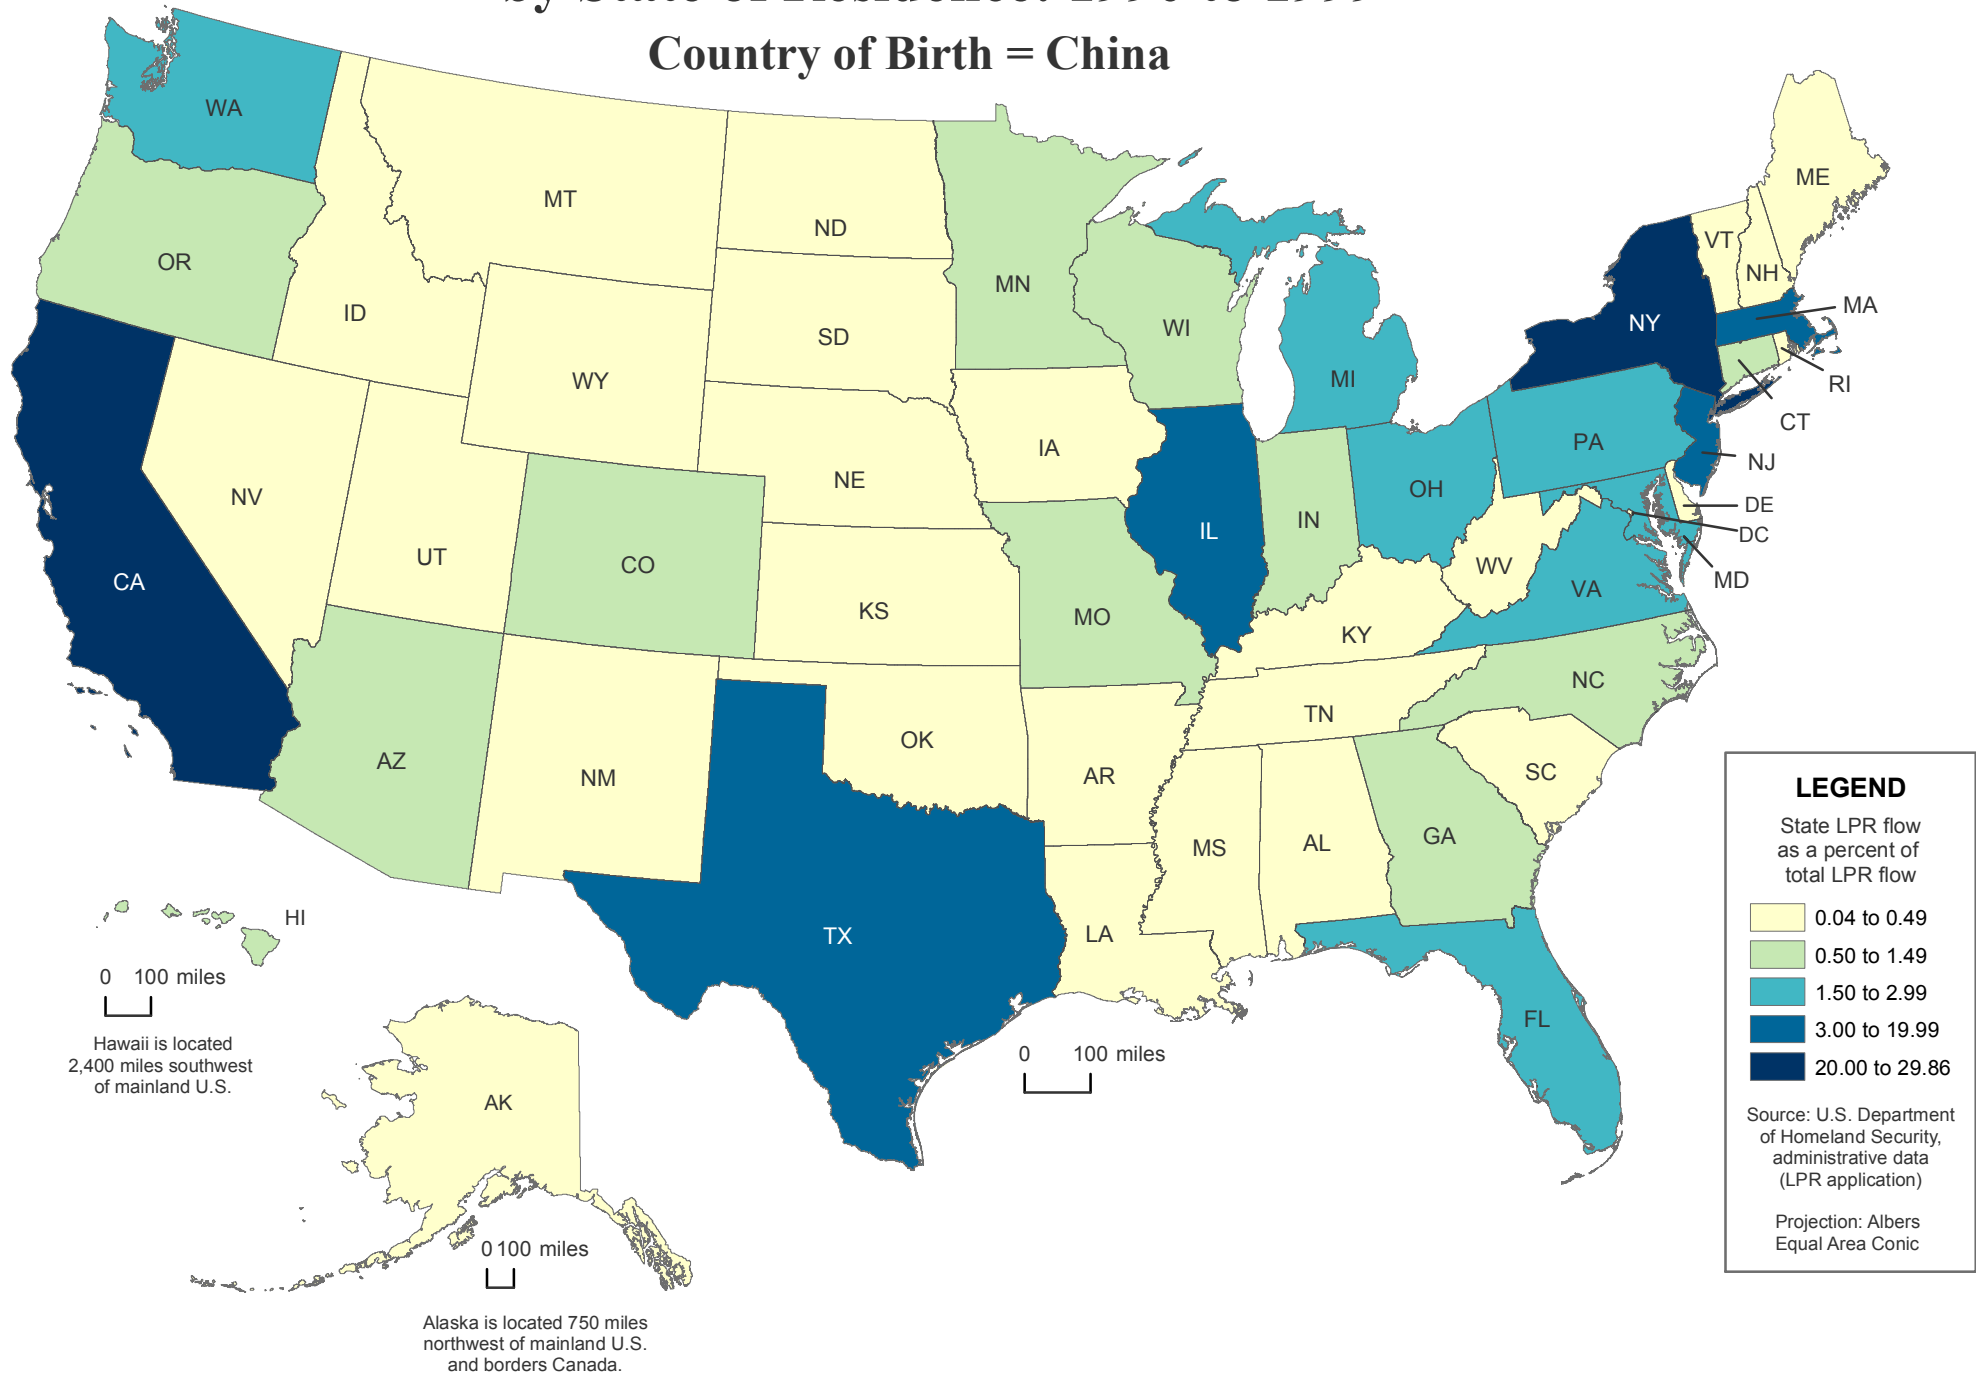 by State of Residence: 1990 to 1999
Country of Birth = China
WA
OR
CA
ID
NV
MT
WY
UT
AZ
CO
NM
ND
SD
NE
KS
OK
TX
MN
IA
MO
AR
LA
WI
IL
MI
IN
OH
KY
TN
MS
AL
GA
FL
SC
NC
VA
WV
PA
NY
VT
NH
ME
MA
RI
CT
NJ
DE
DC
MD
HI
0 100 miles
Hawaii is located
2,400 miles southwest
of mainland U.S.
AK
0 100 miles
Alaska is located 750 miles
northwest of mainland U.S.
and borders Canada.
0 100 miles
LEGEND
State LPR flow
as a percent of
total LPR flow
0.04 to 0.49
0.50 to 1.49
1.50 to 2.99
3.00 to 19.99
20.00 to 29.86
Source: U.S. Department
of Homeland Security,
administrative data
(LPR application)
Projection: Albers
Equal Area Conic